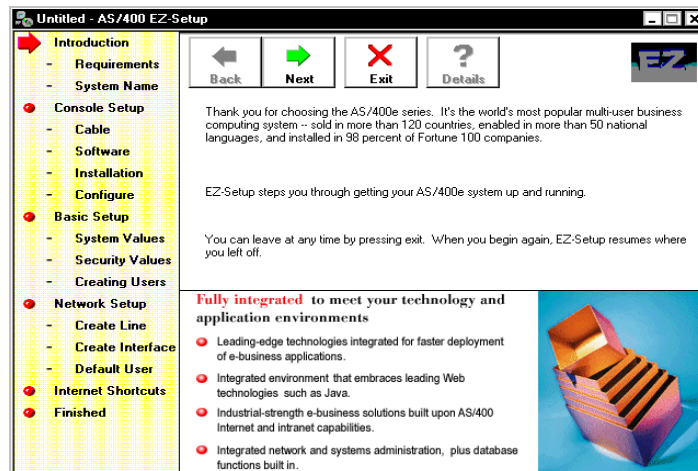 Untitled - AS/400 EZ-Setup
Introduction
- Requirements
- System Name
Console Setup
- Cable
- Software
- Installation
- Configure
Basic Setup
- System Values
- Security Values
- Creating Users
Network Setup
- Create Line
- Create Interface
- Default User
Internet Shortcuts
Finished
Back
Next
Exit
?
Details
EZ
Thank you for choosing the AS/400e series. It's the world's most popular multi-user business
computing system -- sold in more than 120 countries, enabled in more than 50 national
languages, and installed in 98 percent of Fortune 100 companies.
EZ-Setup steps you through getting your AS/400e system up and running.
You can leave at any time by pressing exit. When you begin again, EZ-Setup resumes where
you left off.
Fully integrated to meet your technology and
application environments
Leading-edge technologies integrated for faster deployment
of e-business applications.
Integrated environment that embraces leading Web
technologies such as Java.
Industrial-strength e-business solutions built upon AS/400
Internet and intranet capabilities.
Integrated network and systems administration, plus database
functions built in.